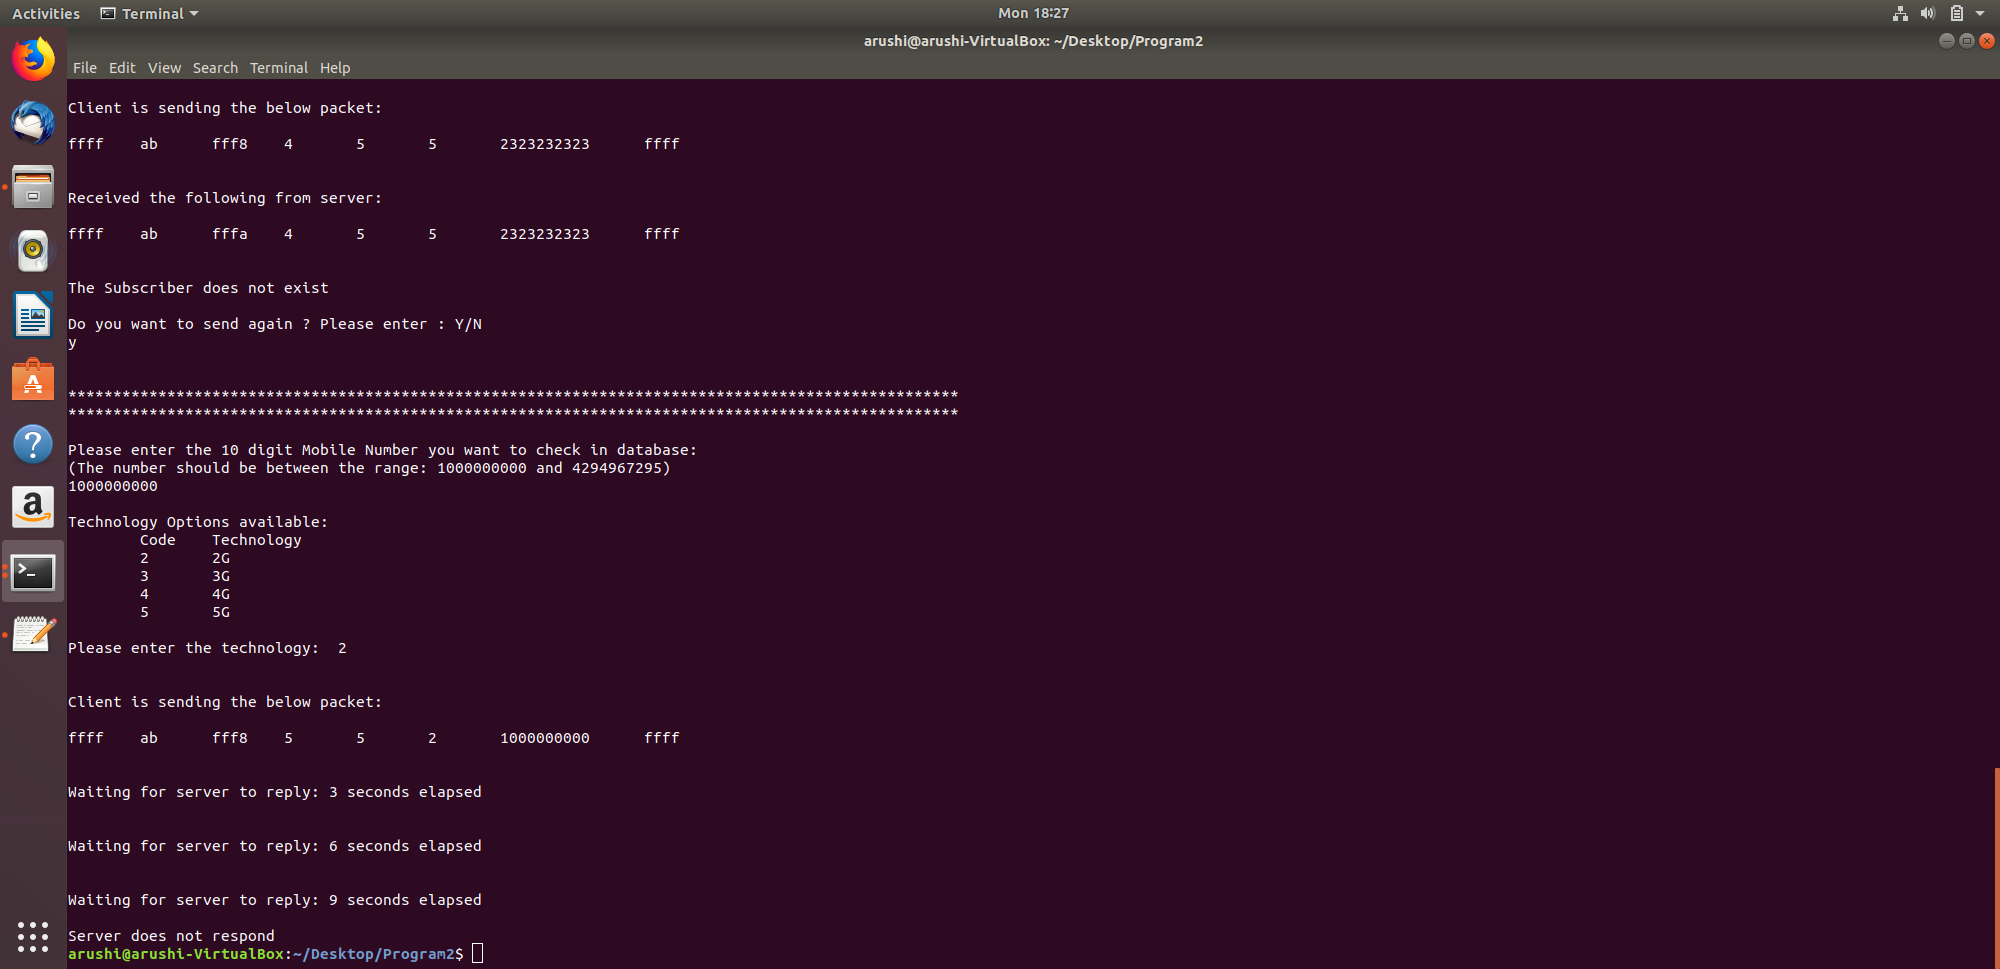 Activities Terminal Mon 18:27
arushi@arushi-VirtualBox: ~/Desktop/Program2
File Edit View Search Terminal Help
Client is sending the below packet:
ffff ab fff8 4 5 5 2323232323 ffff
Received the following from server:
ffff ab fffa 4 5 5 2323232323 ffff
The Subscriber does not exist
Do you want to send again ? Please enter : Y/N
y
***************************************************************************************************
***************************************************************************************************
Please enter the 10 digit Mobile Number you want to check in database:
(The number should be between the range: 1000000000 and 4294967295)
1000000000
Technology Options available:
Code Technology
2 2G
3 3G
4 4G
5 5G
Please enter the technology: 2
Client is sending the below packet:
ffff ab fff8 5 5 2 1000000000 ffff
Waiting for server to reply: 3 seconds elapsed
Waiting for server to reply: 6 seconds elapsed
Waiting for server to reply: 9 seconds elapsed
Server does not respond
arushi@arushi-VirtualBox:~/Desktop/Program2$